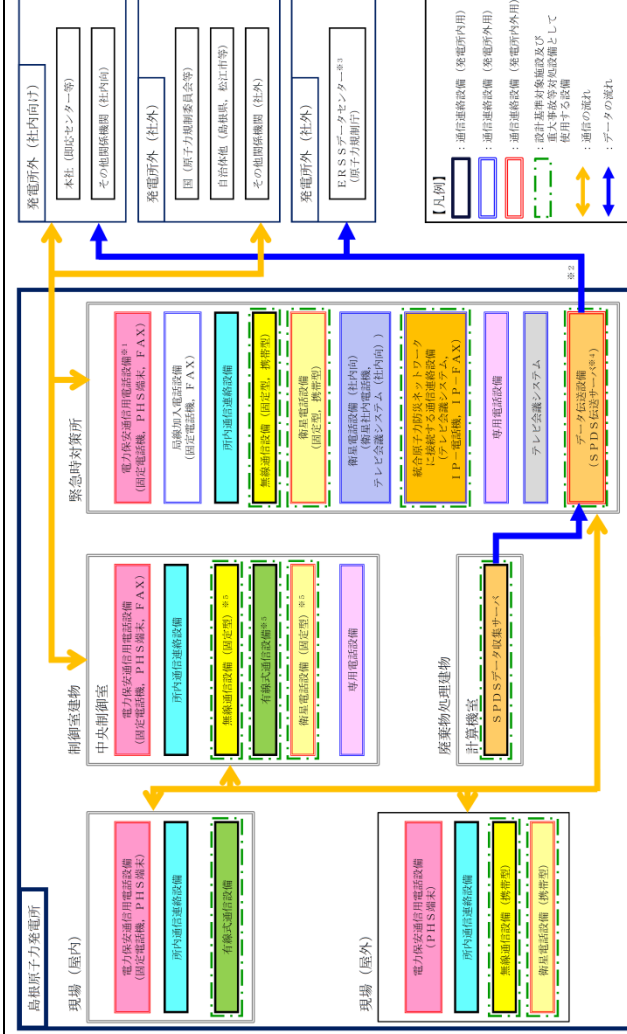 島根原子力発電所
現場（屋内）
電力保安通信用電話設備
（固定電話機，ＰＨＳ端末）
所内通信連絡設備
有線式通信設備
現場（屋外）
電力保安通信用電話設備
（ＰＨＳ端末）
所内通信連絡設備
無線通信設備（携帯型）
衛星電話設備（携帯型）
制御室建物
中央制御室
電力保安通信用電話設備
（固定電話機，ＰＨＳ端末，ＦＡＸ）
所内通信連絡設備
無線通信設備（固定型）※５
有線式通信設備※５
衛星電話設備（固定型）※５
専用電話設備
廃棄物処理建物
計算機室
ＳＰＤＳデータ収集サーバ
緊急時対策所
電力保安通信用電話設備※１
（固定電話機，ＰＨＳ端末，ＦＡＸ）
局線加入電話設備
（固定電話機，ＦＡＸ）
所内通信連絡設備
無線通信設備（固定型，携帯型）
衛星電話設備
（固定型，携帯型）
衛星電話設備（社内向）
（衛星社内電話機，
テレビ会議システム（社内向））
統合原子力防災ネットワーク
に接続する通信連絡設備
（テレビ会議システム，
ＩＰ－電話機，ＩＰ－ＦＡＸ）
専用電話設備
テレビ会議システム
データ伝送設備
（ＳＰＤＳ伝送サーバ※４）
※２
発電所外（社内向け）
本社（即応センター等）
その他関係機関（社内向）
発電所外（社外）
国（原子力規制委員会等）
自治体他（島根県，松江市等）
その他関係機関（社外）
発電所外（社外）
ＥＲＳＳデータセンター※３
（原子力規制庁）
【凡例】
：通信連絡設備（発電所内用）
：通信連絡設備（発電所外用）
：通信連絡設備（発電所内外用）
：設計基準対象施設及び
重大事故等対処設備として
使用する設備
：通信の流れ
：データの流れ